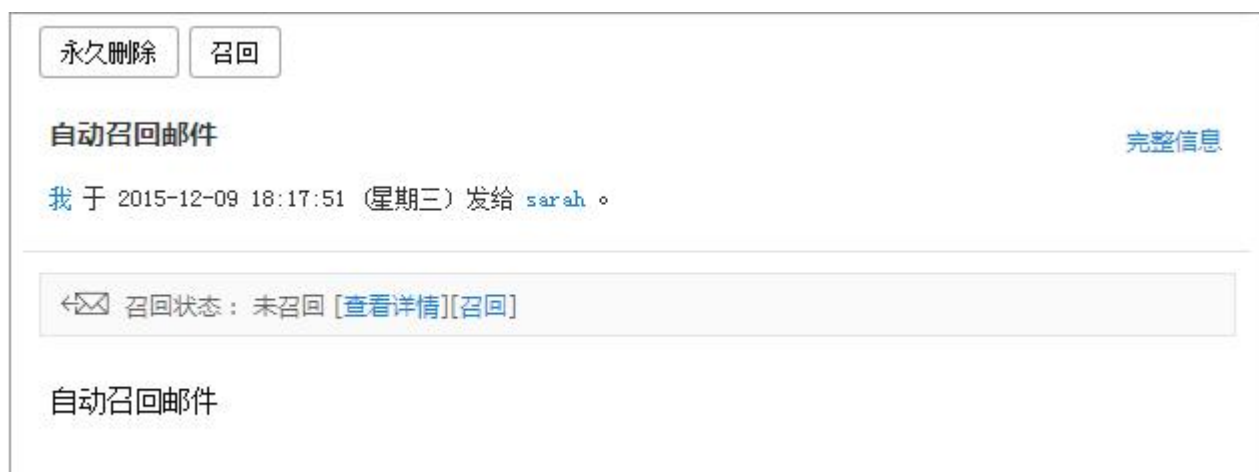 永久删除 召回
自动召回邮件 完整信息
我 于 2015-12-09 18:17:51 (星期三) 发给 sarah 。
召回状态： 未召回 [查看详情][召回]
自动召回邮件